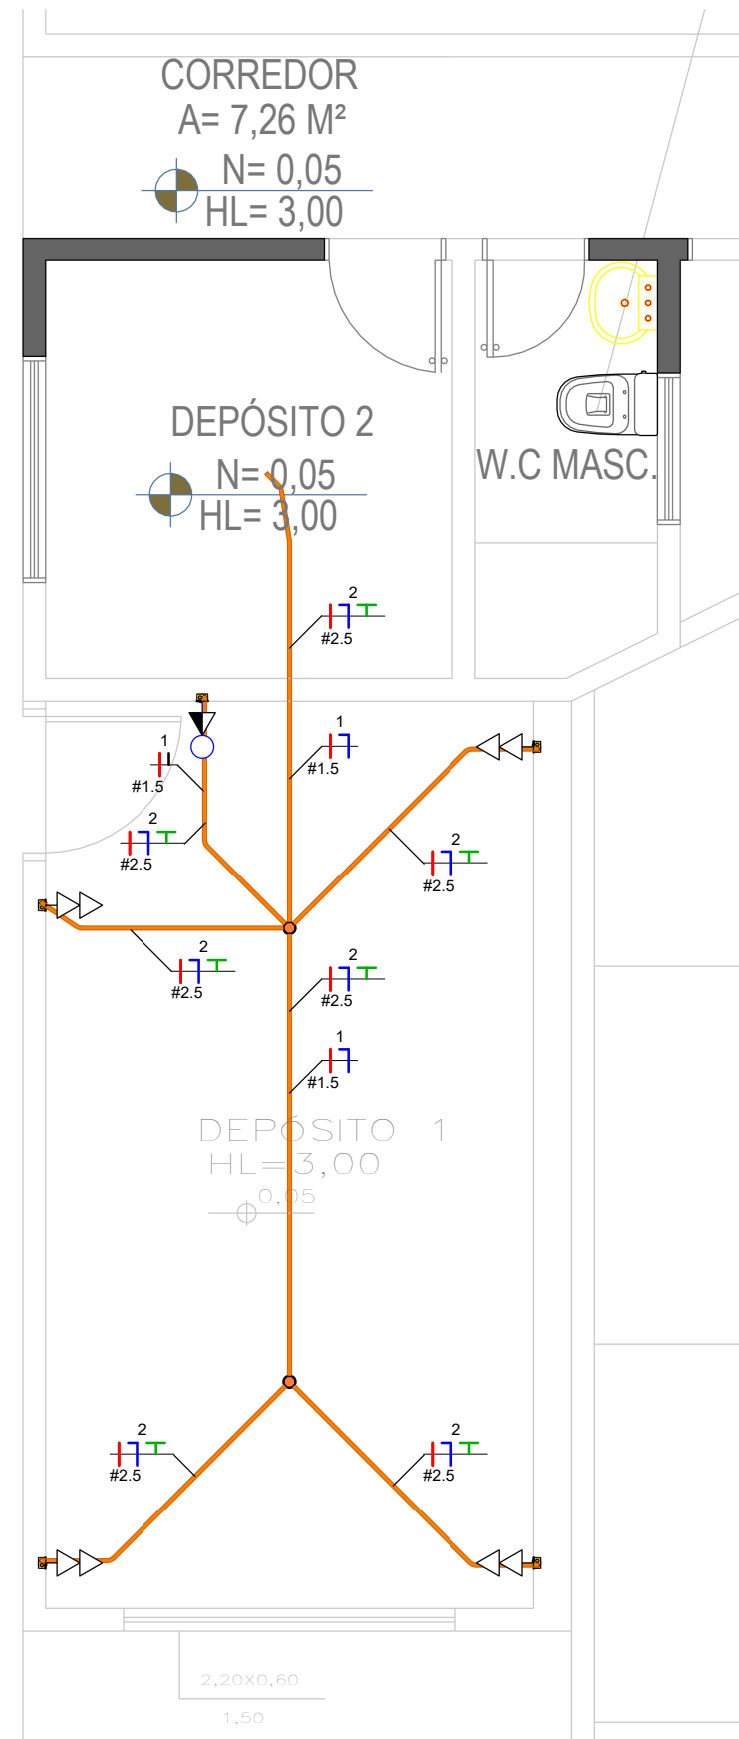 CORREDOR
A= 7,26 M²
N= 0,05
HL= 3,00
DEPÓSITO 2
N= 0,05
HL= 3,00
W.C MASC.
2
#2.5
1
#1.5
1
#1.5
2
#2.5
2
#2.5
2
#2.5
2
#2.5
1
#1.5
DEPÓSITO 1
HL=3,00
0,05
2
#2.5
2
#2.5
2,20X0,60
1,50